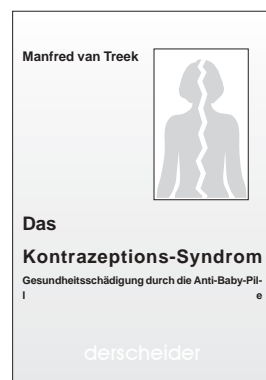 Manfred van Treek
Das
Kontrazeptions-Syndrom
Gesundheitsschädigung durch die Anti-Baby-Pil-
l e
derscheider